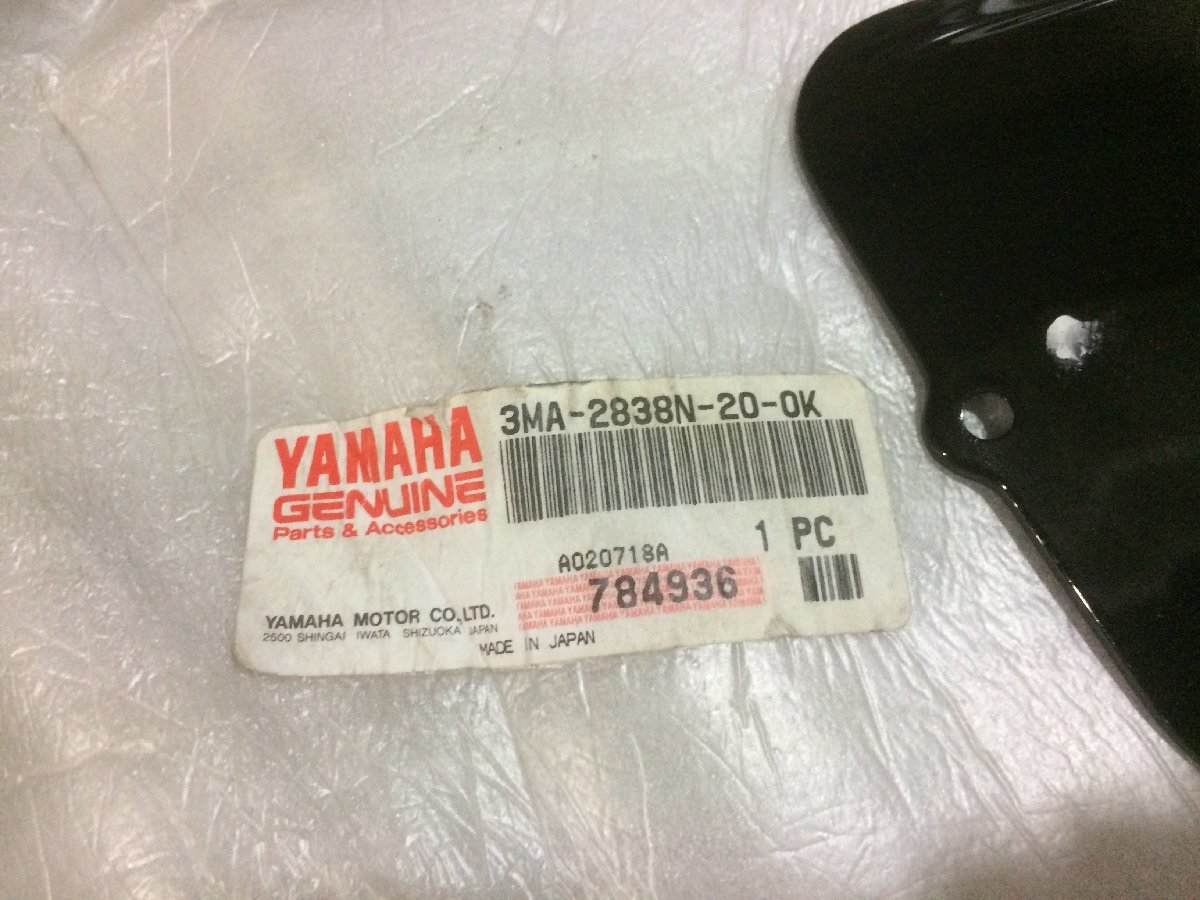 YAMAHA
GENUINE
Parts & Accessories
3MA-2838N-20-0K
1 PC
A020718A
784936
YAMAHA MOTOR CO.,LTD.
2500 SHINGAI IWATA SHIZUOKA JAPAN
MADE IN JAPAN